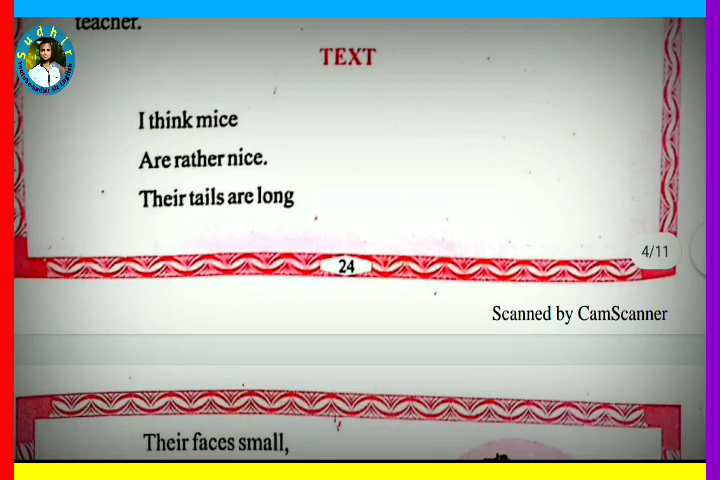 teacher.
Sudhir
TEXT
I think mice
Are rather nice.
Their tails are long
4/11
24
Scanned by CamScanner
Their faces small,